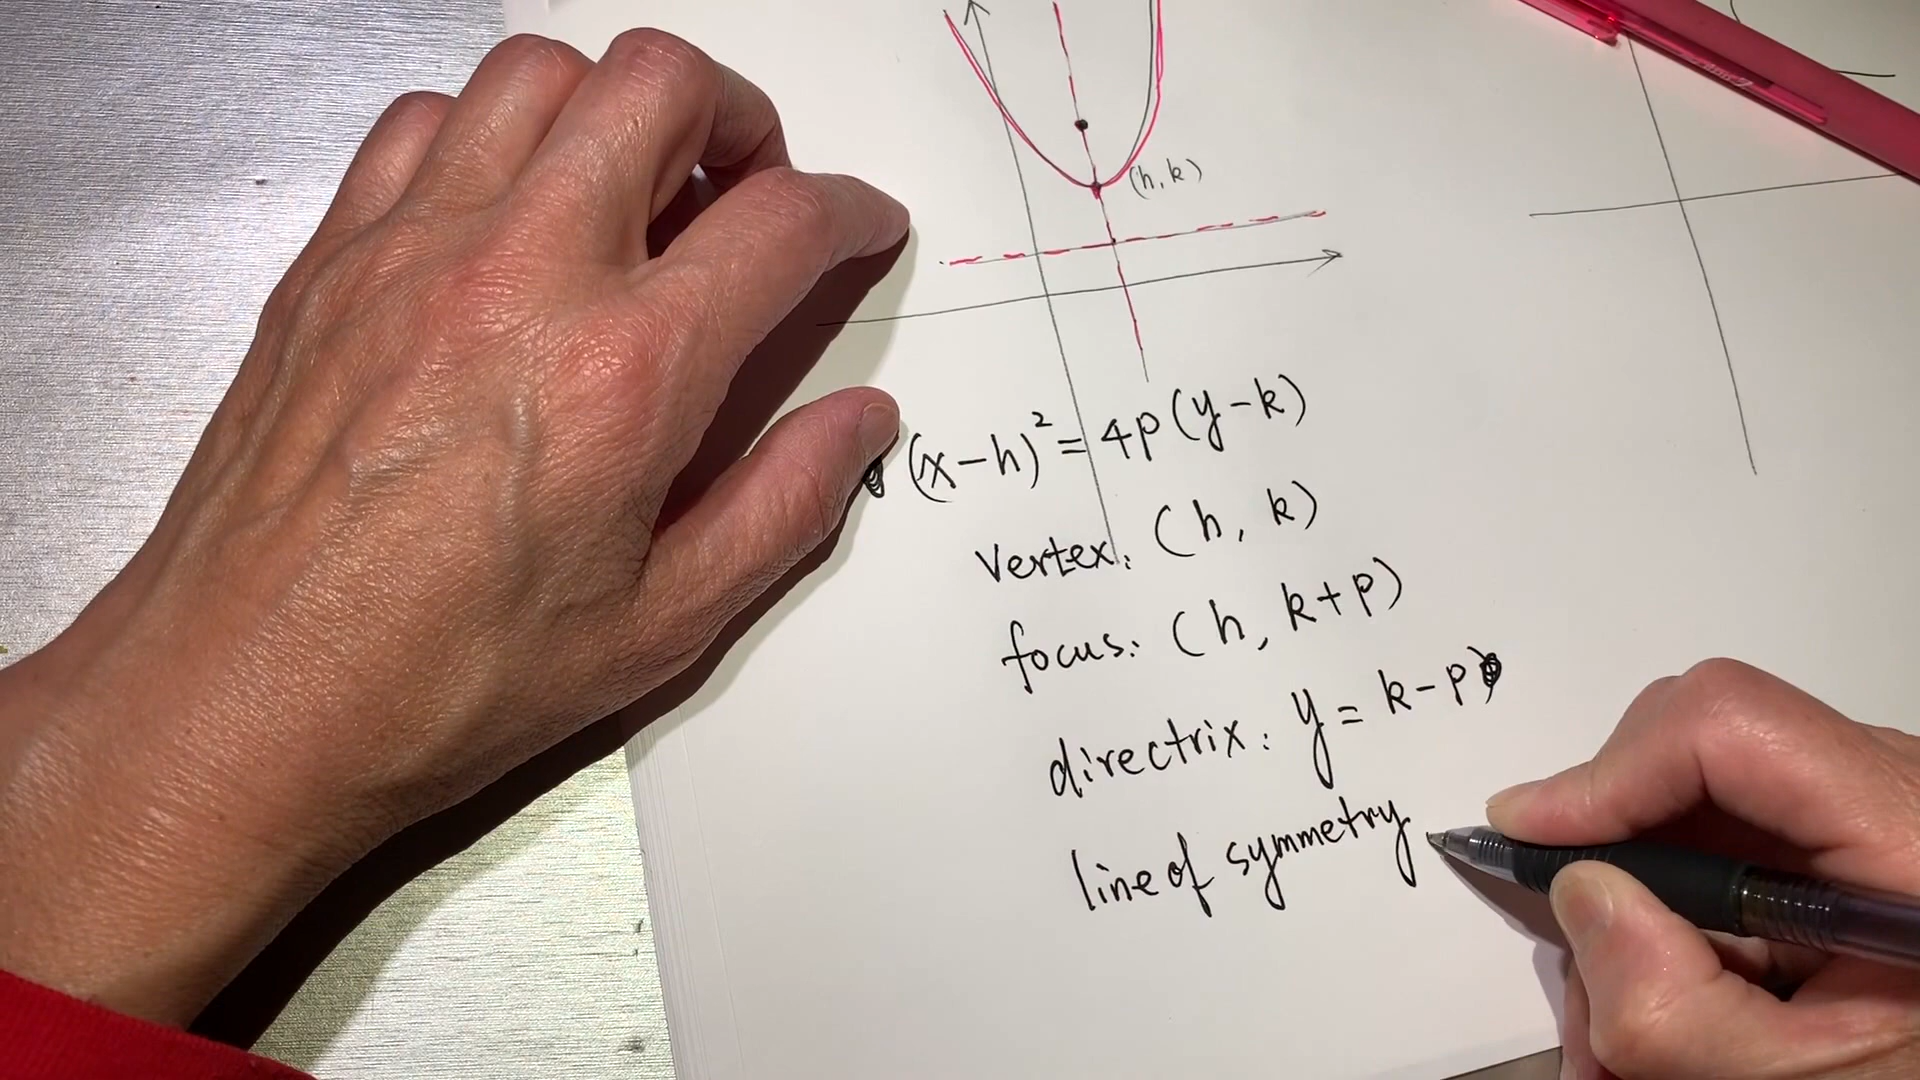 (h, k)
(x-h)² = 4p(y-k)
Vertex: (h, k)
focus: (h, k+p)
directrix: y = k-p
line of symmetry